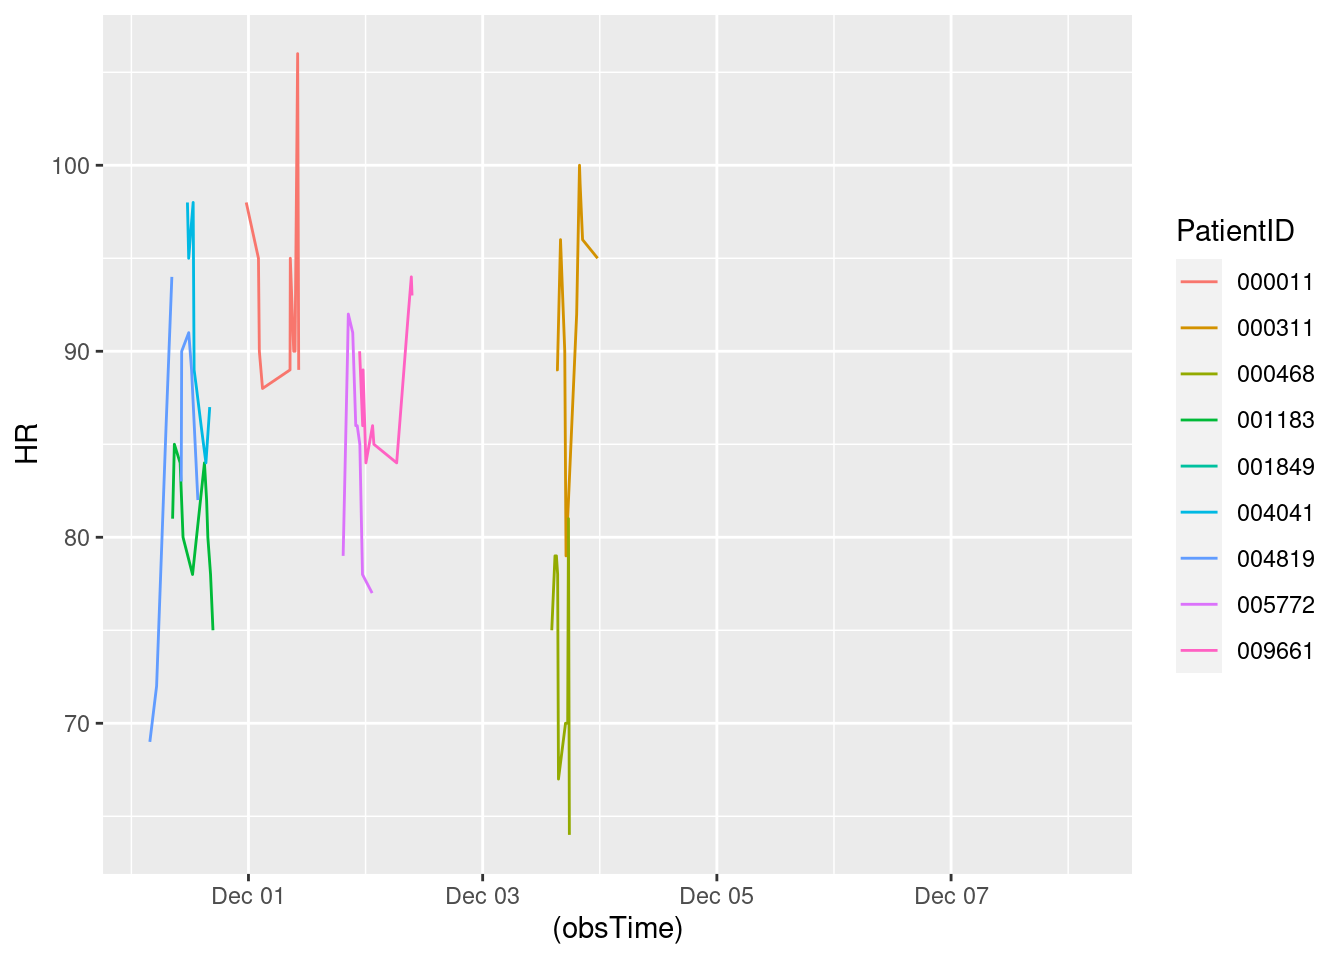 HR
100
90
80
70
Dec 01
Dec 03
Dec 05
Dec 07
(obsTime)
PatientID
000011
000311
000468
001183
001849
004041
004819
005772
009661